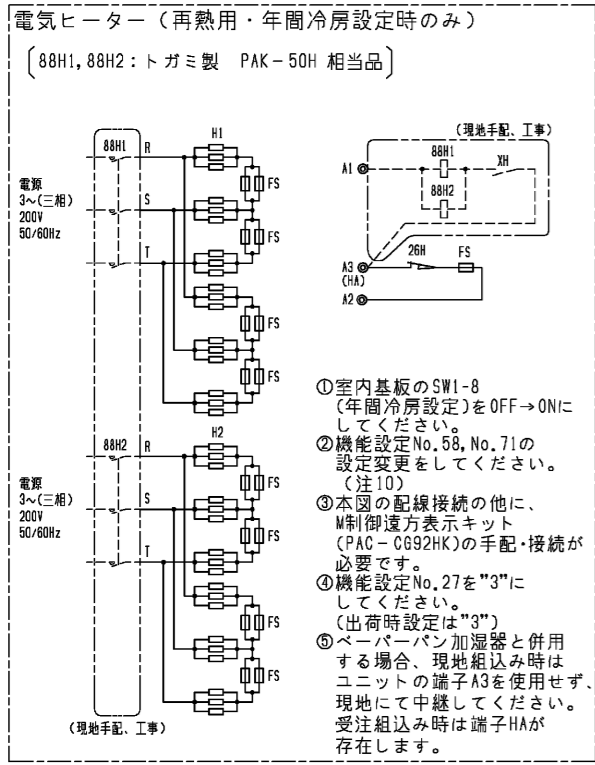 電気ヒーター(再熱用・年間冷房設定時のみ)
[88H1,88H2:トガミ製 PAK-50H 相当品]
88H1
R
H1
電源
3~(三相)
200V
50/60Hz
S
T
FS
FS
FS
FS
88H2
R
H2
電源
3~(三相)
200V
50/60Hz
S
T
FS
FS
FS
FS
(現地手配、工事)
(現地手配、工事)
88H1
A1
XH
88H2
A3
(HA)
26H
FS
A2
①室内基板のSW1-8
(年間冷房設定)をOFF→ONに
してください。
②機能設定No.58,No.71の
設定変更をしてください。
(注10)
③本図の配線接続の他に、
M制御遠方表示キット
(PAC-CG92HK)の手配・接続が
必要です。
④機能設定No.27を"3"に
してください。
(出荷時設定は"3")
⑤ペーパーパン加湿器と併用
する場合、現地組込み時は
ユニットの端子A3を使用せず、
現地にて中継してください。
受注組込み時は端子HAが
存在します。